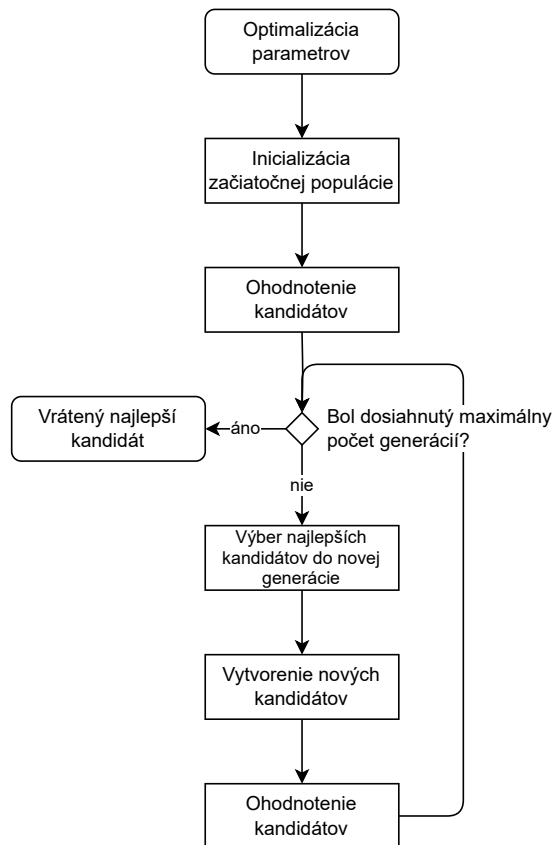 Optimalizácia
parametrov
Inicializácia
začiatočnej populácie
Ohodnotenie
kandidátov
Vrátený najlepší
kandidát
áno
Bol dosiahnutý maximálny
počet generácií?
nie
Výber najlepších
kandidátov do novej
generácie
Vytvorenie nových
kandidátov
Ohodnotenie
kandidátov